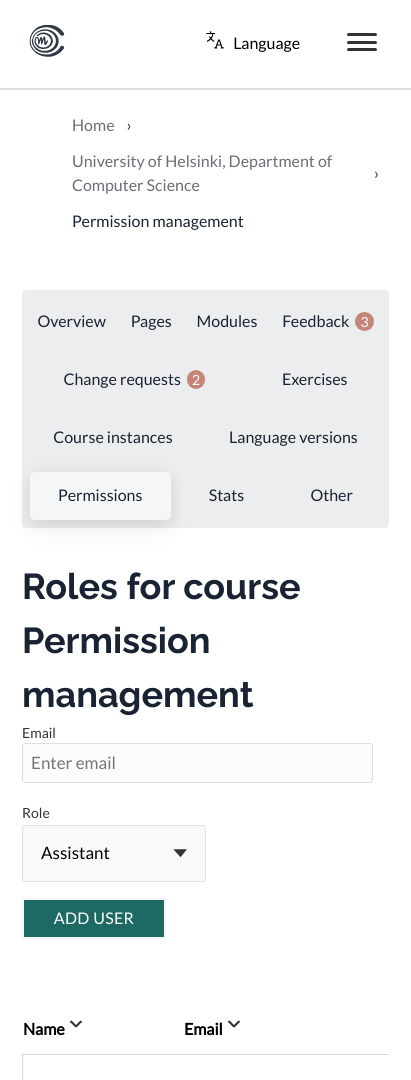 Language
Home ›
University of Helsinki, Department of
Computer Science ›
Permission management
Overview Pages Modules Feedback 3
Change requests 2 Exercises
Course instances Language versions
Permissions Stats Other
Roles for course
Permission
management
Email
Enter email
Role
Assistant
ADD USER
Name Email